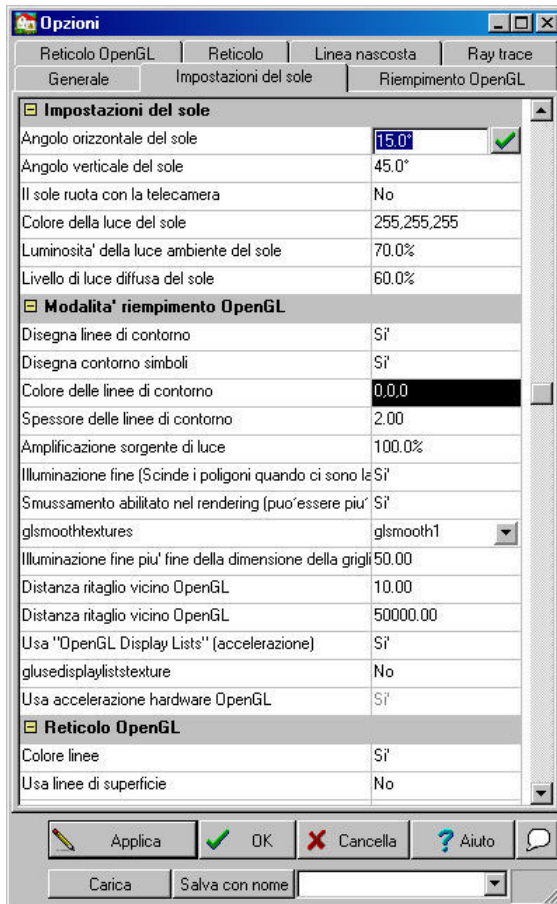 Opzioni
Reticolo OpenGL Reticolo Linea nascosta Ray trace
Generale Impostazioni del sole Riempimento OpenGL
Impostazioni del sole
Angolo orizzontale del sole 15.0°
Angolo verticale del sole 45.0°
Il sole ruota con la telecamera No
Colore della luce del sole 255,255,255
Luminosita' della luce ambiente del sole 70.0%
Livello di luce diffusa del sole 60.0%
Modalita' riempimento OpenGL
Disegna linee di contorno Si'
Disegna contorno simboli Si'
Colore delle linee di contorno 0,0,0
Spessore delle linee di contorno 2.00
Amplificazione sorgente di luce 100.0%
Illuminazione fine (Scinde i poligoni quando ci sono la Si'
Smussamento abilitato nel rendering (puo'essere piu' Si'
glsmoothtextures glsmooth1
Illuminazione fine piu' fine della dimensione della grigli 50.00
Distanza ritaglio vicino OpenGL 10.00
Distanza ritaglio vicino OpenGL 50000.00
Usa "OpenGL Display Lists" (accelerazione) Si'
glusedisplayliststexture No
Usa accelerazione hardware OpenGL Si'
Reticolo OpenGL
Colore linee Si'
Usa linee di superficie No
Applica OK Cancella Aiuto
Carica Salva con nome